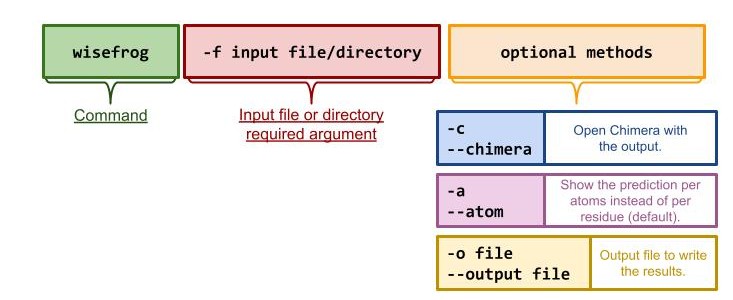 wisefrog
-f input file/directory
optional methods
Command
Input file or directory
required argument
-c
--chimera
Open Chimera with
the output.
-a
--atom
Show the prediction per
atoms instead of per
residue (default).
-o file
--output file
Output file to write
the results.